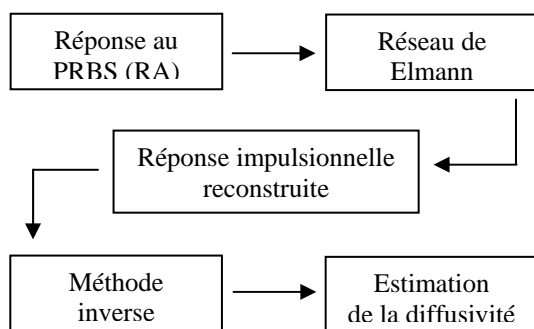 Réponse au
PRBS (RA)
Réseau de
Elmann
Réponse impulsionnelle
reconstruite
Méthode
inverse
Estimation
de la diffusivité